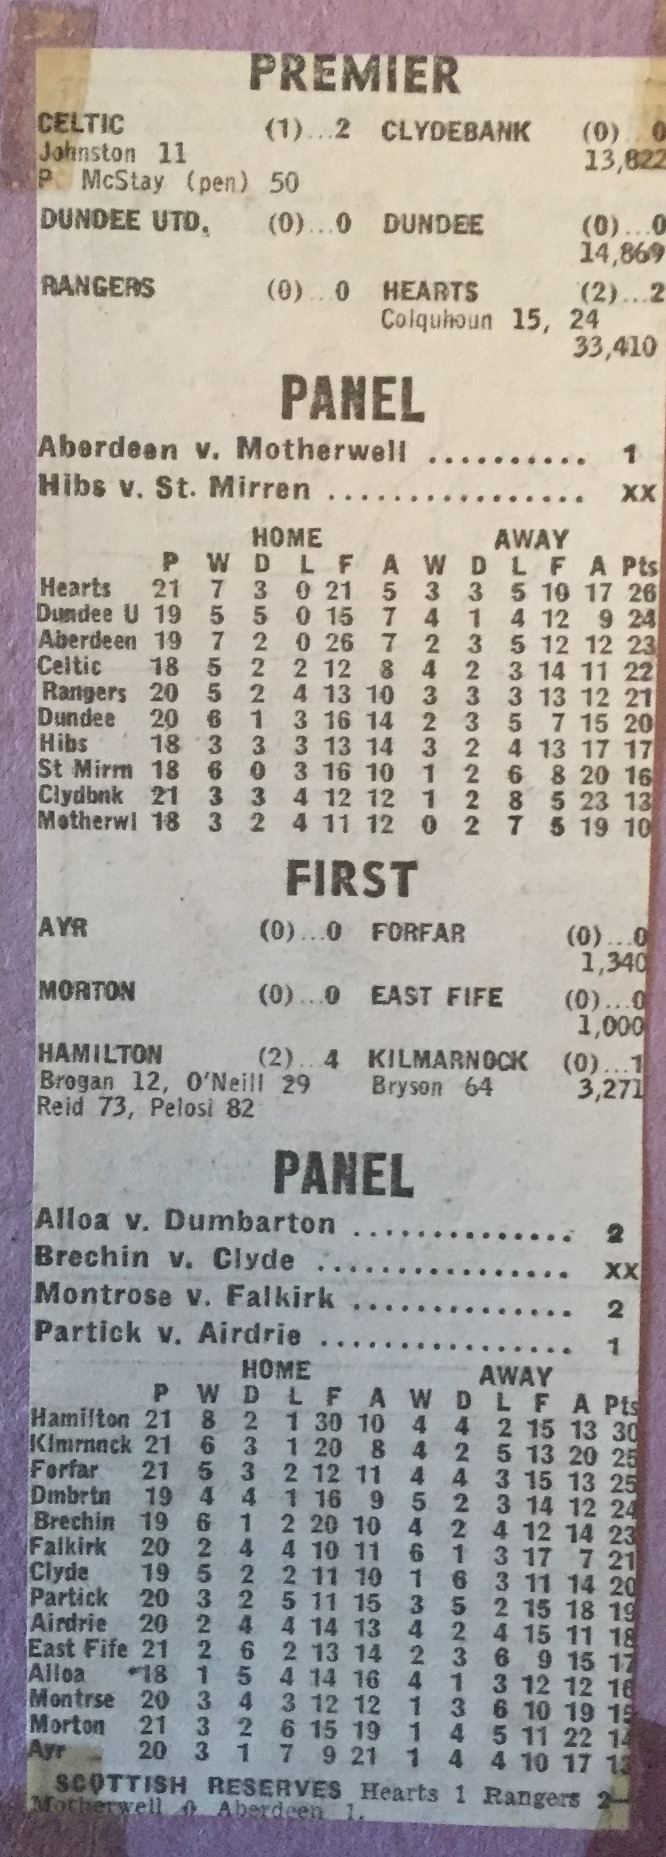 PREMIER
CELTIC (1)...2 CLYDEBANK (0)...0
Johnston 11 13,822
P. McStay (pen) 50
DUNDEE UTD. (0)...0 DUNDEE (0)...0
14,869
RANGERS (0)...0 HEARTS (2)...2
Colquhoun 15, 24
33,410
PANEL
Aberdeen v. Motherwell .......... 1
Hibs v. St. Mirren ................. XX
HOME AWAY
P W D L F A W D L F A Pts
Hearts 21 7 3 0 21 5 3 3 5 10 17 26
Dundee U 19 5 5 0 15 7 4 1 4 12 9 24
Aberdeen 19 7 2 0 26 7 2 3 5 12 12 23
Celtic 18 5 2 2 12 8 4 2 3 14 11 22
Rangers 20 5 2 4 13 10 3 3 3 13 12 21
Dundee 20 6 1 3 16 14 2 3 5 7 15 20
Hibs 18 3 3 3 13 14 3 2 4 13 17 17
St Mirrn 18 6 0 3 16 10 1 2 6 8 20 16
Clydbnk 21 3 3 4 12 12 1 2 8 5 23 13
Motherwl 18 3 2 4 11 12 0 2 7 5 19 10
FIRST
AYR (0)...0 FORFAR (0)...0
1,340
MORTON (0)...0 EAST FIFE (0)...0
1,000
HAMILTON (2)...4 KILMARNOCK (0)...1
Brogan 12, O'Neill 29 Bryson 64 3,271
Reid 73, Pelosi 82
PANEL
Alloa v. Dumbarton ............... 2
Brechin v. Clyde ................. XX
Montrose v. Falkirk ............... 2
Partick v. Airdrie .................. 1
HOME AWAY
P W D L F A W D L F A Pts
Hamilton 21 8 2 1 30 10 4 4 2 15 13 30
Klmrnnck 21 6 3 1 20 8 4 2 5 13 20 25
Forfar 21 5 3 2 12 11 4 4 3 15 13 25
Dmbrtn 19 4 4 1 16 9 5 2 3 14 12 24
Brechin 19 6 1 2 20 10 4 2 4 12 14 23
Falkirk 20 2 4 4 10 11 6 1 3 17 7 21
Clyde 19 5 2 2 11 10 1 6 3 11 14 20
Partick 20 3 2 5 11 15 3 5 2 15 18 19
Airdrie 20 2 4 4 14 13 4 2 4 15 11 18
East Fife 21 2 6 2 13 14 2 3 6 9 15 17
Alloa 18 1 5 4 14 16 4 1 3 12 12 16
Montrse 20 3 4 3 12 12 1 3 6 10 19 15
Morton 21 3 2 6 15 19 1 4 5 11 22 14
Ayr 20 3 1 7 9 21 1 4 4 10 17 13
SCOTTISH RESERVES Hearts 1 Rangers 2—
Motherwell 0 Aberdeen 1.